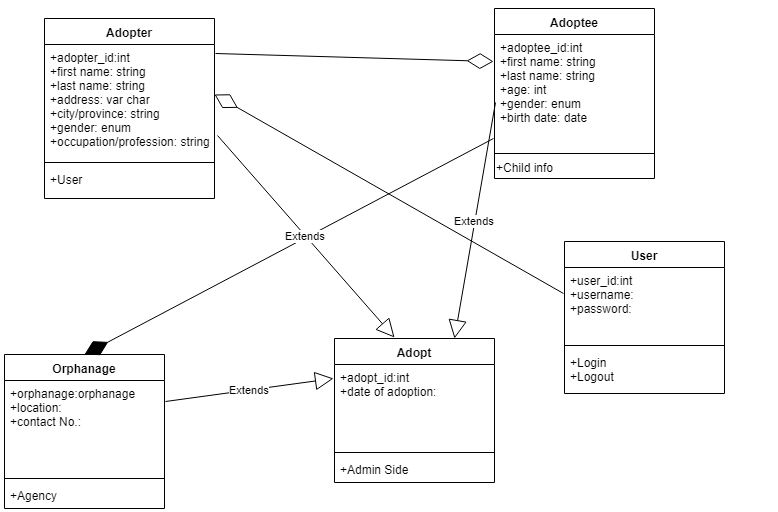 Adopter
+adopter_id:int
+first name: string
+last name: string
+address: var char
+city/province: string
+gender: enum
+occupation/profession: string
+User
Adoptee
+adoptee_id:int
+first name: string
+last name: string
+age: int
+gender: enum
+birth date: date
+Child info
Extends
Extends
User
+user_id:int
+username:
+password:
+Login
+Logout
Orphanage
+orphanage:orphanage
+location:
+contact No.:
+Agency
Extends
Adopt
+adopt_id:int
+date of adoption:
+Admin Side